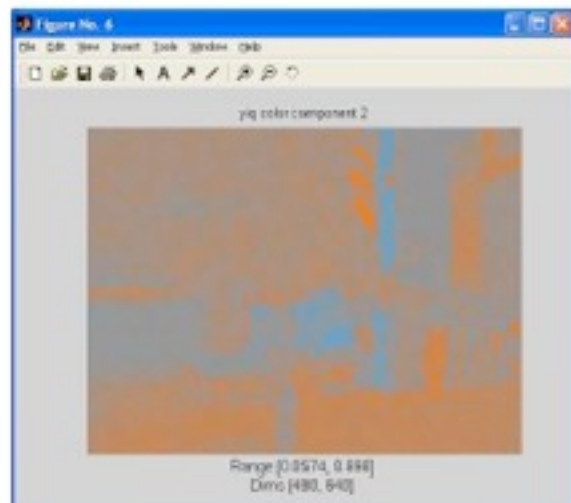 Figure No. 6
File Edit View Insert Tools Window Help
A
yiq color component 2
Range [0.0574, 0.898]
Dims [480, 640]